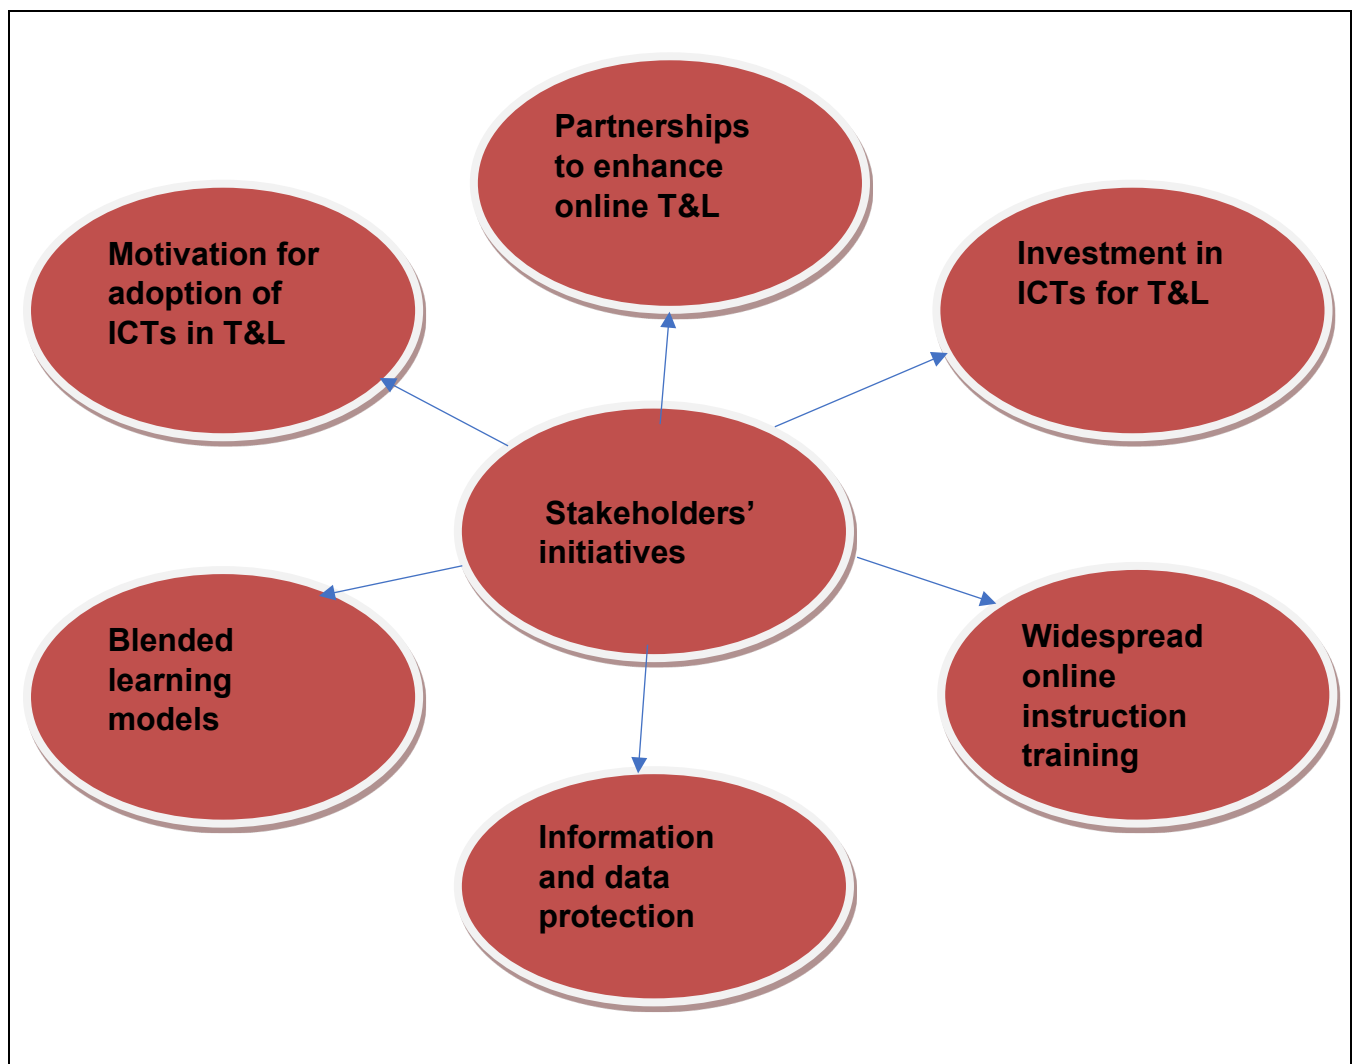 Partnerships
to enhance
online T&L
Motivation for
adoption of
ICTs in T&L
Investment in
ICTs for T&L
Stakeholders’
initiatives
Blended
learning
models
Widespread
online
instruction
training
Information
and data
protection